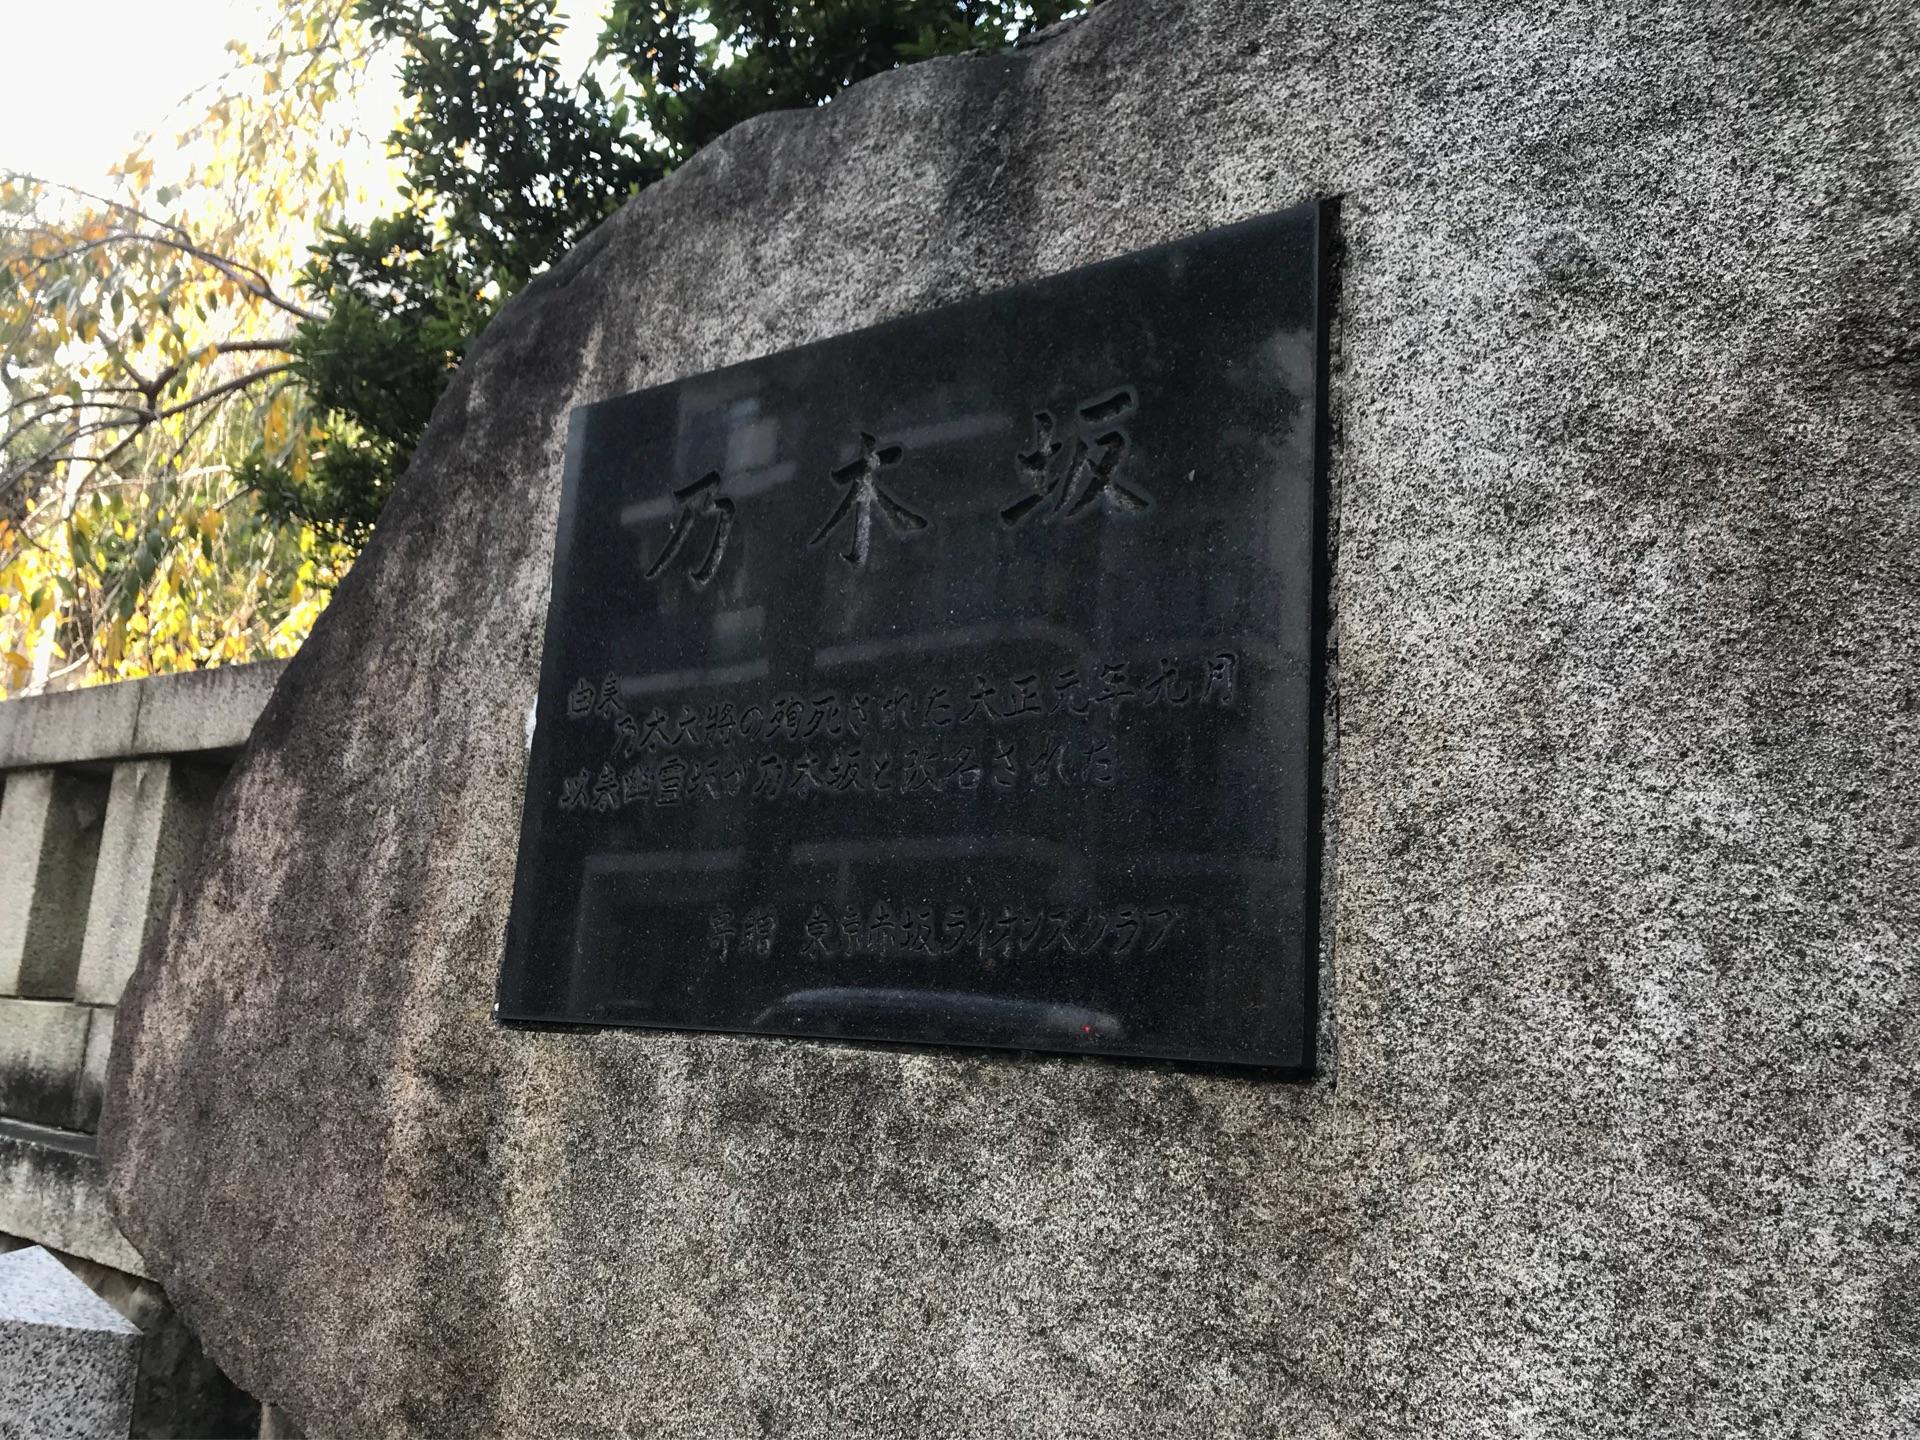 乃木坂
由来
乃木大將の殉死された大正元年九月
以来幽霊坂ヲ乃木坂と改名された
寄贈 東京赤坂ライオンズクラブ